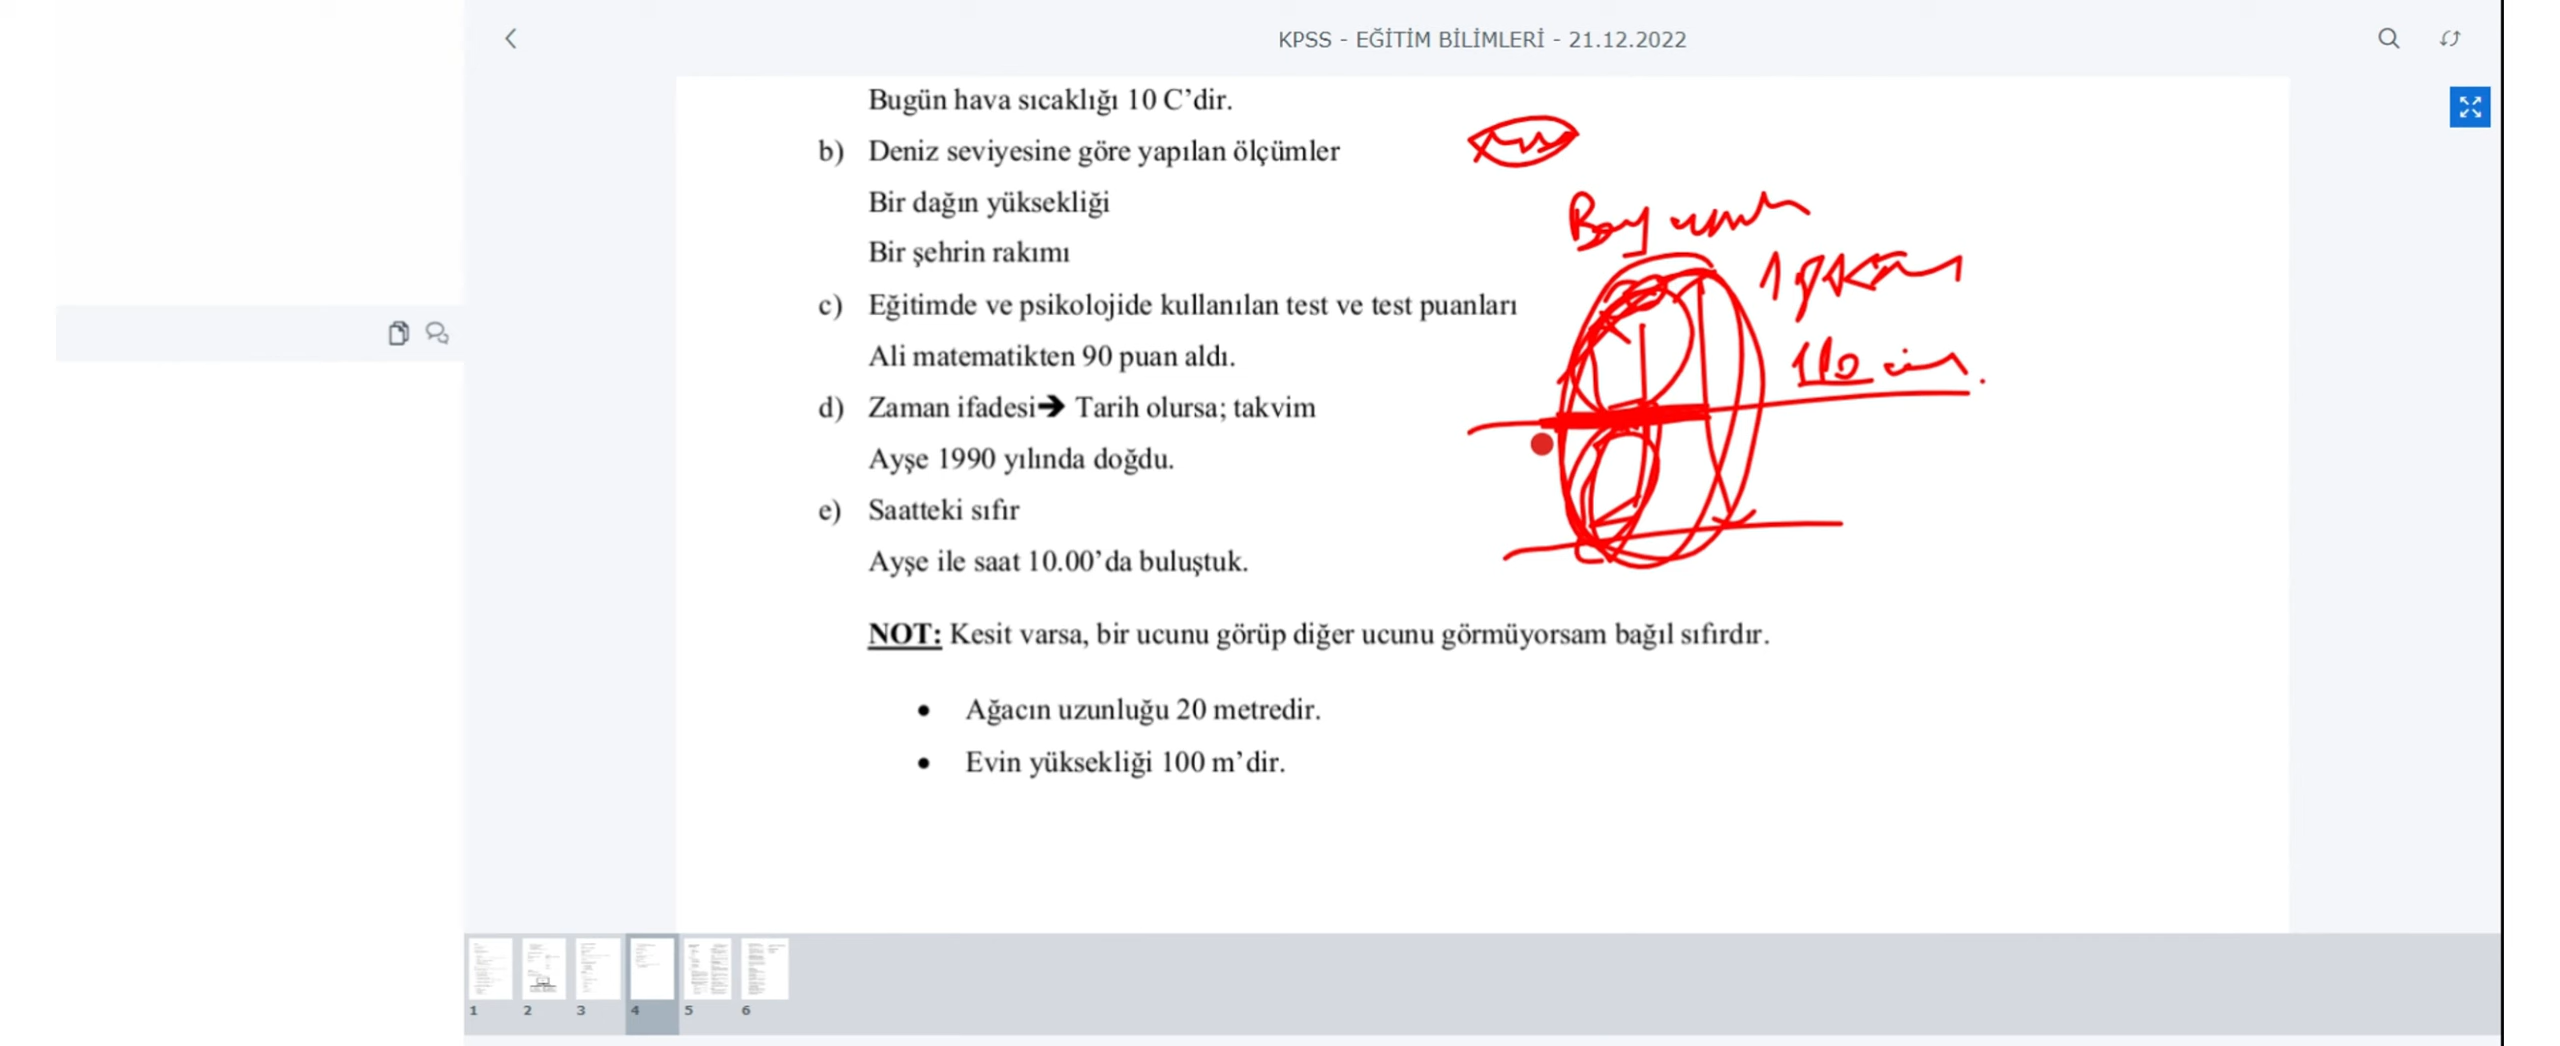 KPSS - EĞİTİM BİLİMLERİ - 21.12.2022
Bugün hava sıcaklığı 10 C’dir.
b) Deniz seviyesine göre yapılan ölçümler
Bir dağın yüksekliği
Bir şehrin rakımı
Boy
c) Eğitimde ve psikolojide kullanılan test ve test puanları
Ali matematikten 90 puan aldı.
110 cm
d) Zaman ifadesi➔ Tarih olursa; takvim
Ayşe 1990 yılında doğdu.
e) Saatteki sıfır
Ayşe ile saat 10.00’da buluştuk.
NOT: Kesit varsa, bir ucunu görüp diğer ucunu görmüyorsam bağıl sıfırdır.
• Ağacın uzunluğu 20 metredir.
• Evin yüksekliği 100 m’dir.
1 2 3 4 5 6